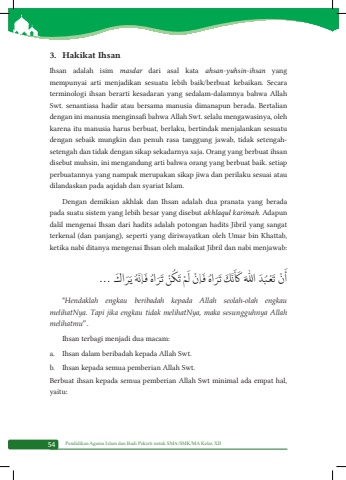 3. Hakikat Ihsan
Ihsan adalah isim masdar dari asal kata ahsan-yuhsin-ihsan yang
mempunyai arti menjadikan sesuatu lebih baik/berbuat kebaikan. Secara
terminologi ihsan berarti kesadaran yang sedalam-dalamnya bahwa Allah
Swt. senantiasa hadir atau bersama manusia dimanapun berada. Bertalian
dengan ini manusia menginsafi bahwa Allah Swt. selalu mengawasinya, oleh
karena itu manusia harus berbuat, berlaku, bertindak menjalankan sesuatu
dengan sebaik mungkin dan penuh rasa tanggung jawab, tidak setengah-
setengah dan tidak dengan sikap sekadarnya saja. Orang yang berbuat ihsan
disebut muhsin, ini mengandung arti bahwa orang yang berbuat baik. setiap
perbuatannya yang nampak merupakan sikap jiwa dan perilaku sesuai atau
dilandaskan pada aqidah dan syariat Islam.
Dengan demikian akhlak dan Ihsan adalah dua pranata yang berada
pada suatu sistem yang lebih besar yang disebut akhlaqul karimah. Adapun
dalil mengenai Ihsan dari hadits adalah potongan hadits Jibril yang sangat
terkenal (dan panjang), seperti yang diriwayatkan oleh Umar bin Khattab,
ketika nabi ditanya mengenai Ihsan oleh malaikat Jibril dan nabi menjawab:
أَنْ تَعْبُدَ اللهَ كَأَنَّكَ تَرَاهُ فَإِنْ لَمْ تَكُنْ تَرَاهُ فَإِنَّهُ يَرَاكَ ...
"Hendaklah engkau beribadah kepada Allah seolah-olah engkau
melihatNya. Tapi jika engkau tidak melihatNya, maka sesungguhnya Allah
melihatmu".
Ihsan terbagi menjadi dua macam:
a. Ihsan dalam beribadah kepada Allah Swt.
b. Ihsan kepada semua pemberian Allah Swt.
Berbuat ihsan kepada semua pemberian Allah Swt minimal ada empat hal,
yaitu:
54 Pendidikan Agama Islam dan Budi Pekerti untuk SMA/SMK/MA Kelas XII